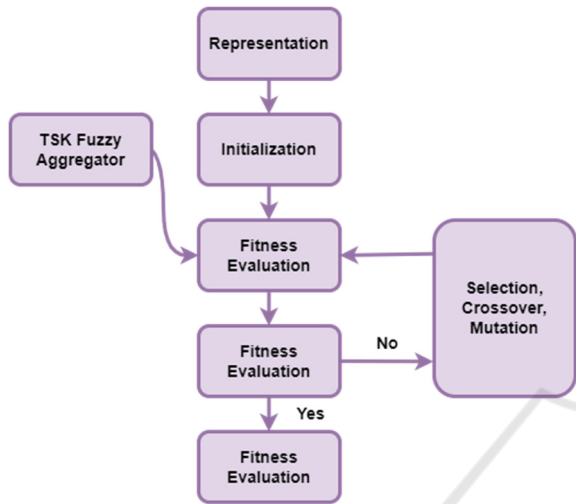 Representation
TSK Fuzzy
Aggregator
Initialization
Fitness
Evaluation
Selection,
Crossover,
Mutation
Fitness
Evaluation
No
Yes
Fitness
Evaluation